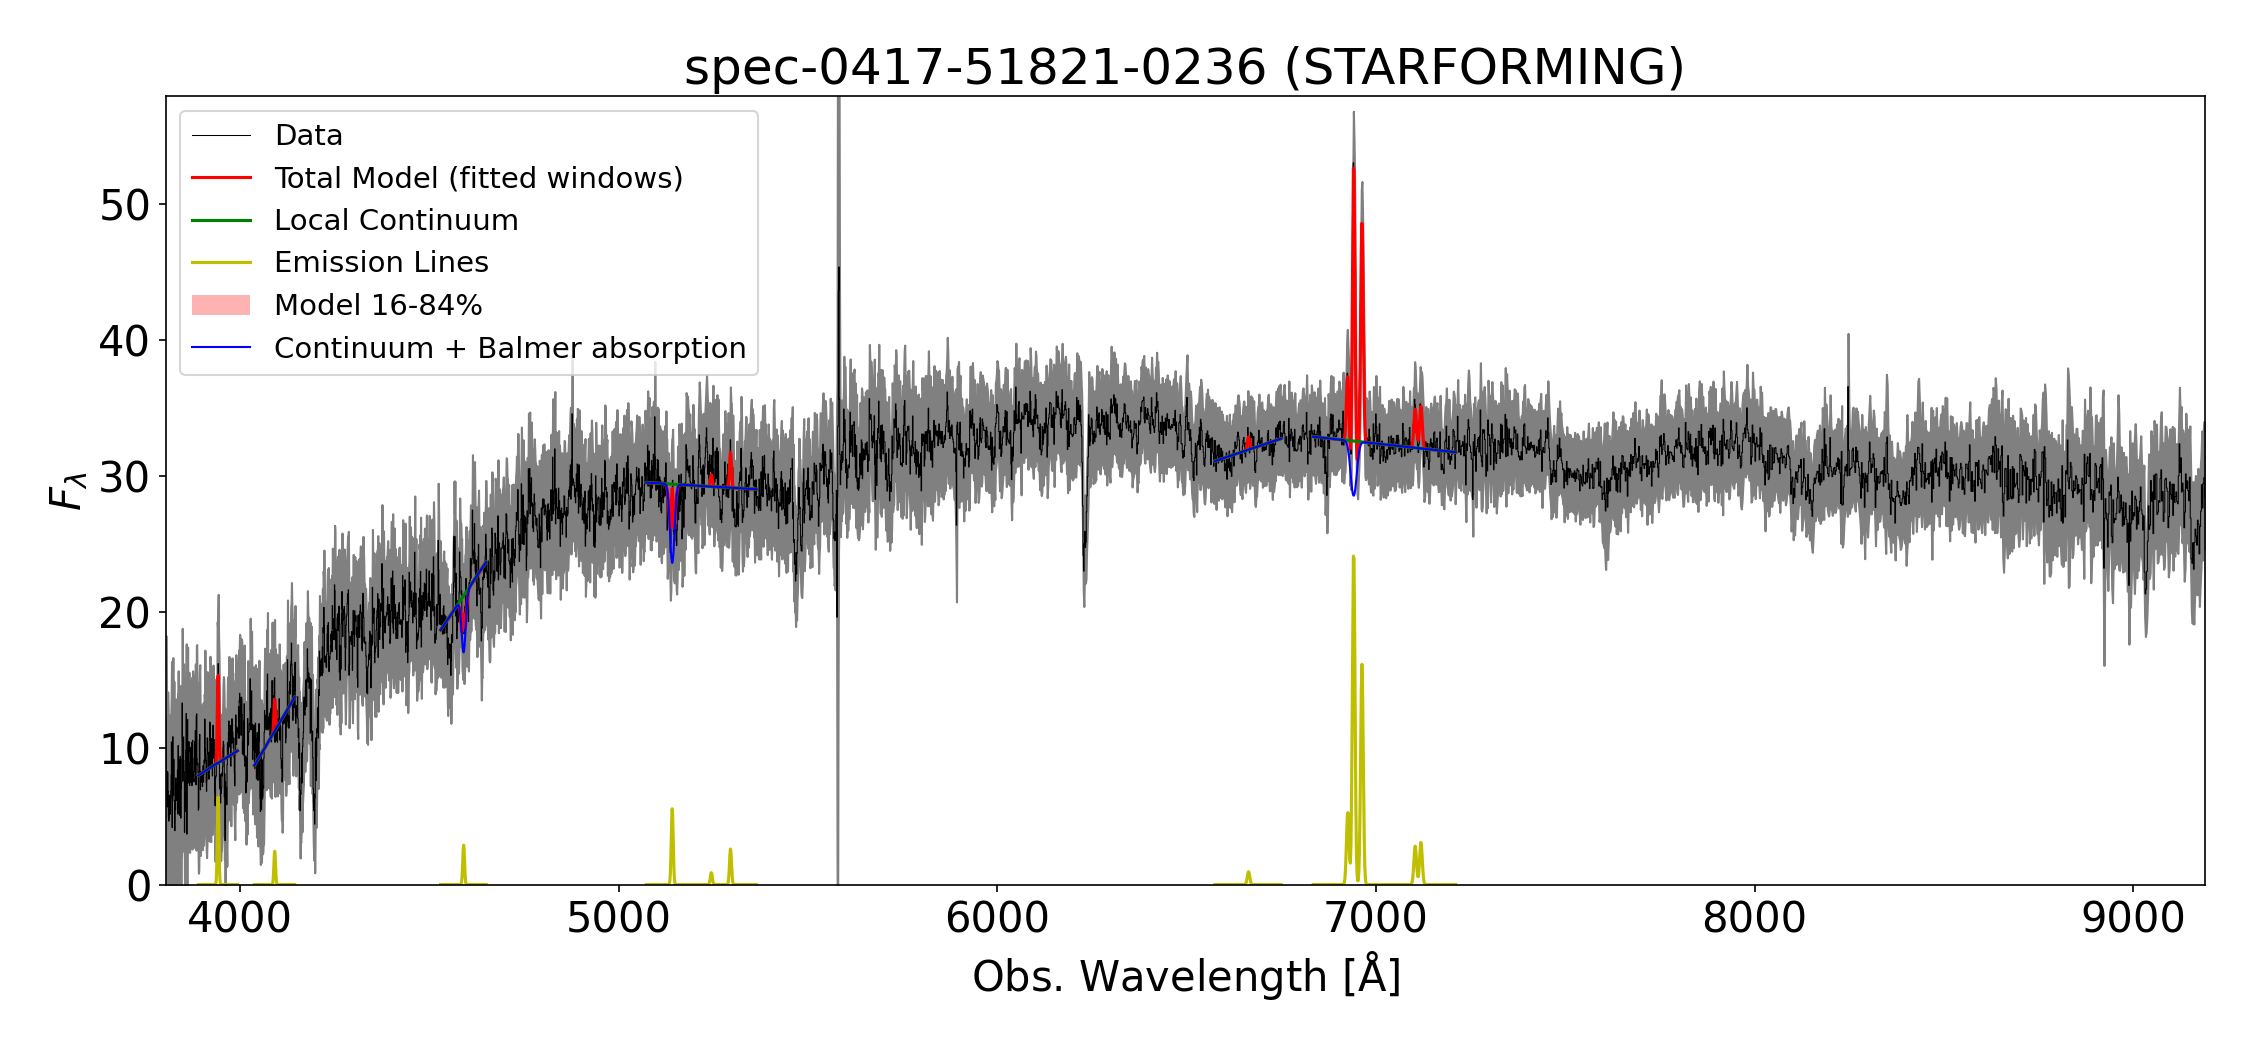 spec-0417-51821-0236 (STARFORMING)
Data
Total Model (fitted windows)
Local Continuum
Emission Lines
Model 16-84%
Continuum + Balmer absorption
50
40
30
20
10
0
Fλ
4000 5000 6000 7000 8000 9000
Obs. Wavelength [Å]